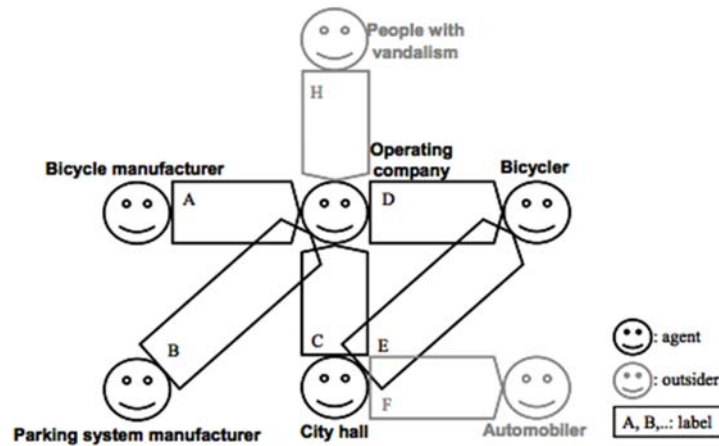 People with
vandalism
H
Operating
company
Bicycle manufacturer
Bicycler
A
D
B
C
E
F
Parking system manufacturer
City hall
Automobiler
: agent
: outsider
A, B,..: label